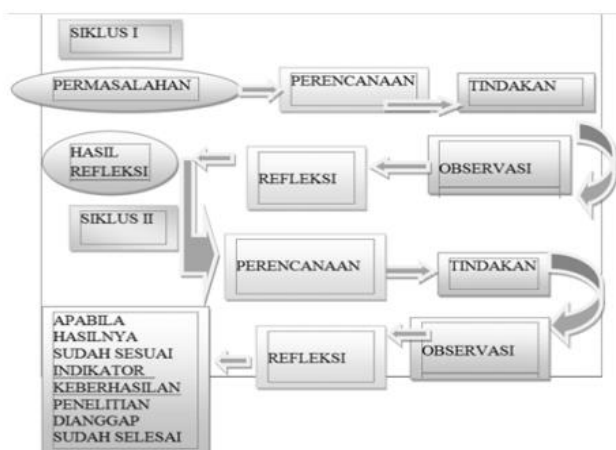 SIKLUS I
PERMASALAHAN
PERENCANAAN
TINDAKAN
HASIL
REFLEKSI
REFLEKSI
OBSERVASI
SIKLUS II
PERENCANAAN
TINDAKAN
APABILA
HASILNYA
SUDAH SESUAI
INDIKATOR
KEBERHASILAN
PENELITIAN
DIANGGAP
SUDAH SELESAI
REFLEKSI
OBSERVASI